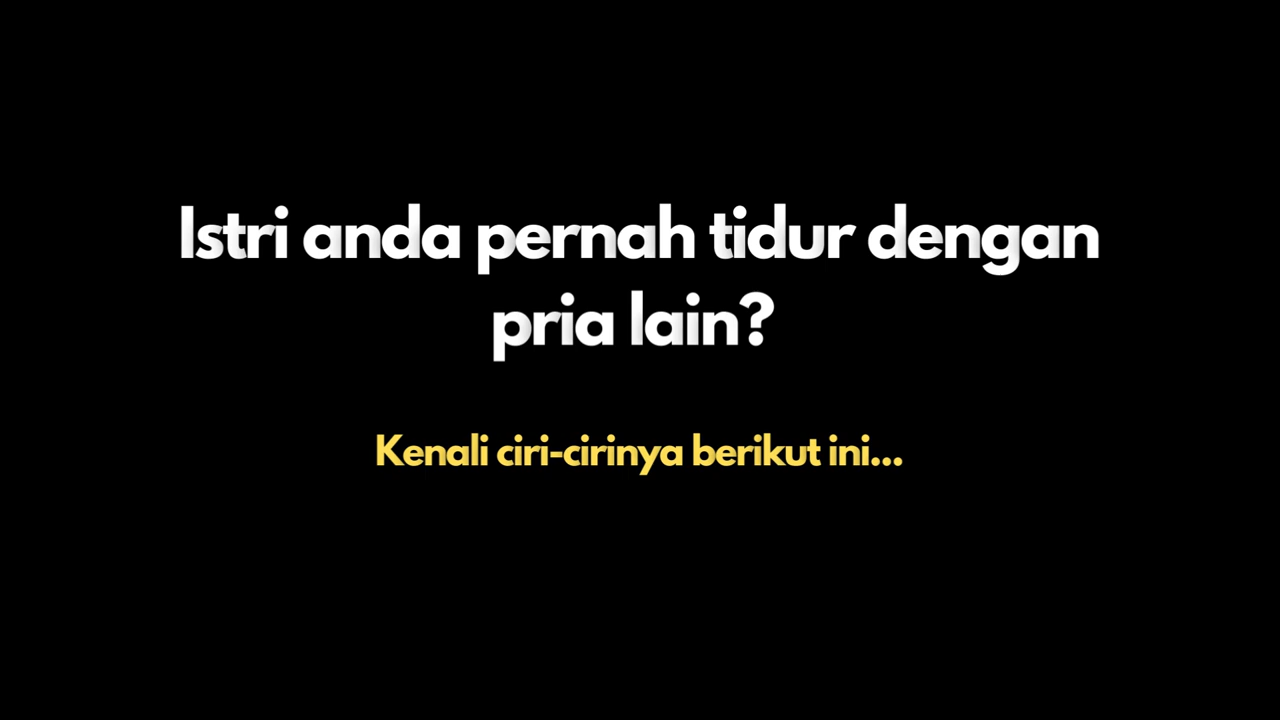 Istri anda pernah tidur dengan
pria lain?
Kenali ciri-cirinya berikut ini...